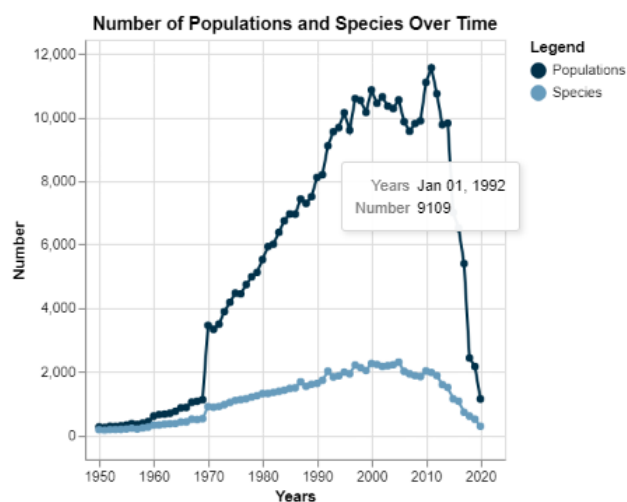 Number of Populations and Species Over Time
Legend
Populations
Species
12,000
10,000
8,000
6,000
4,000
2,000
0
Number
Years Jan 01, 1992
Number 9109
1950
1960
1970
1980
1990
2000
2010
2020
Years